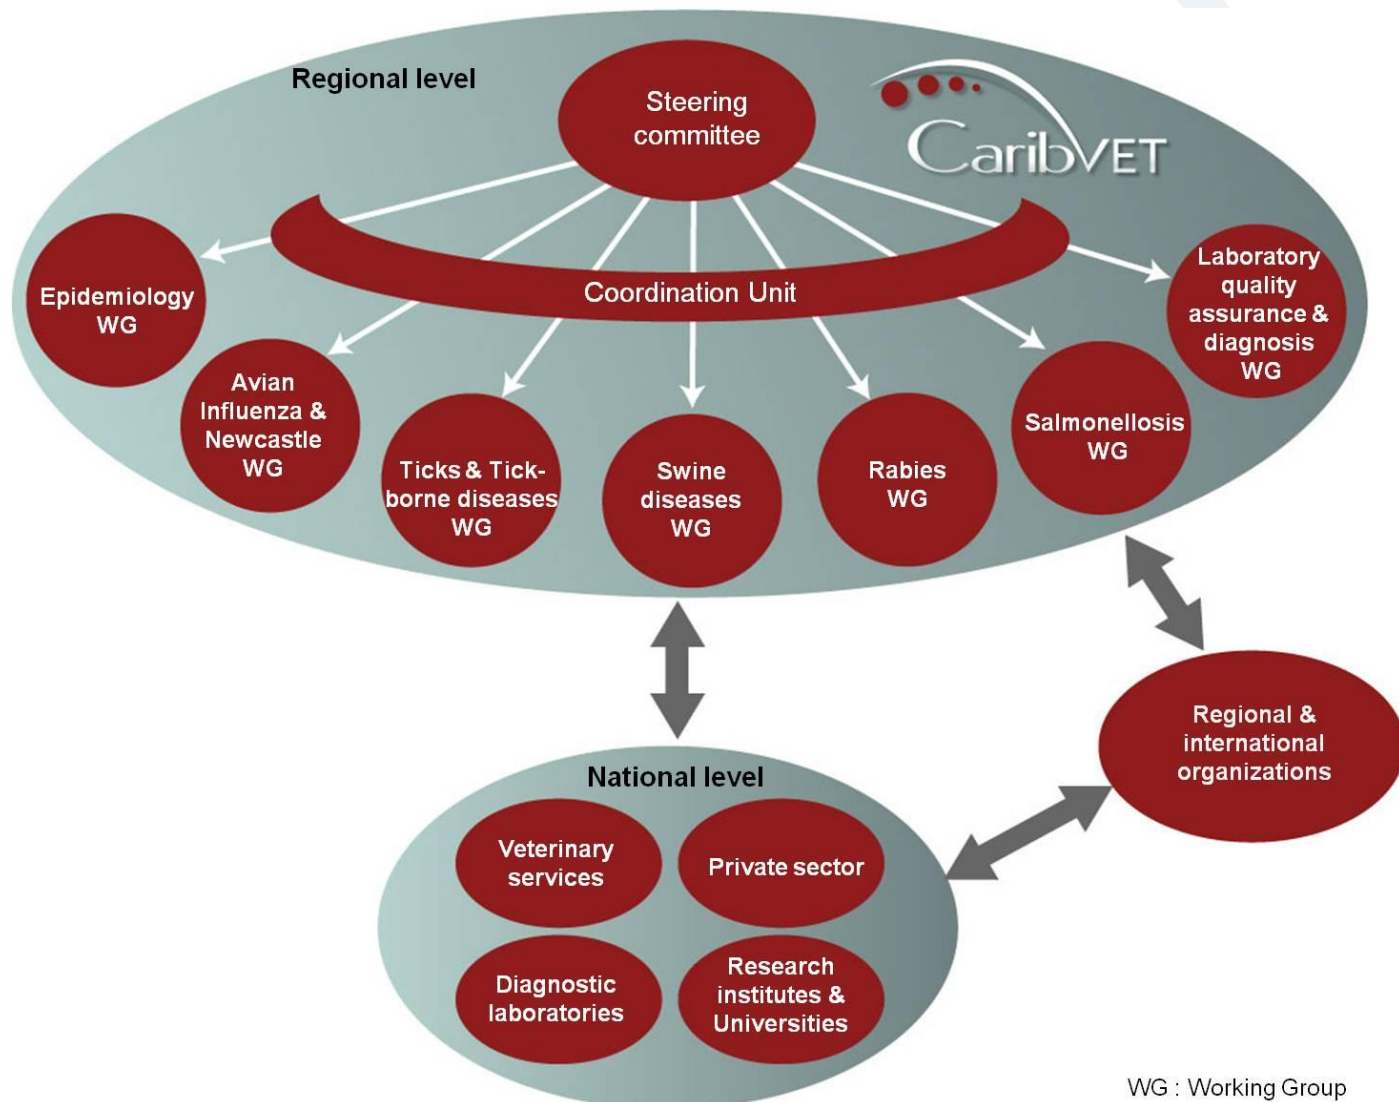 Regional level
Steering
committee
CaribVET
Coordination Unit
Epidemiology
WG
Avian
Influenza &
Newcastle
WG
Ticks & Tick-
borne diseases
WG
Swine
diseases
WG
Rabies
WG
Salmonellosis
WG
Laboratory
quality
assurance &
diagnosis
WG
Regional &
international
organizations
National level
Veterinary
services
Private sector
Diagnostic
laboratories
Research
institutes &
Universities
WG : Working Group